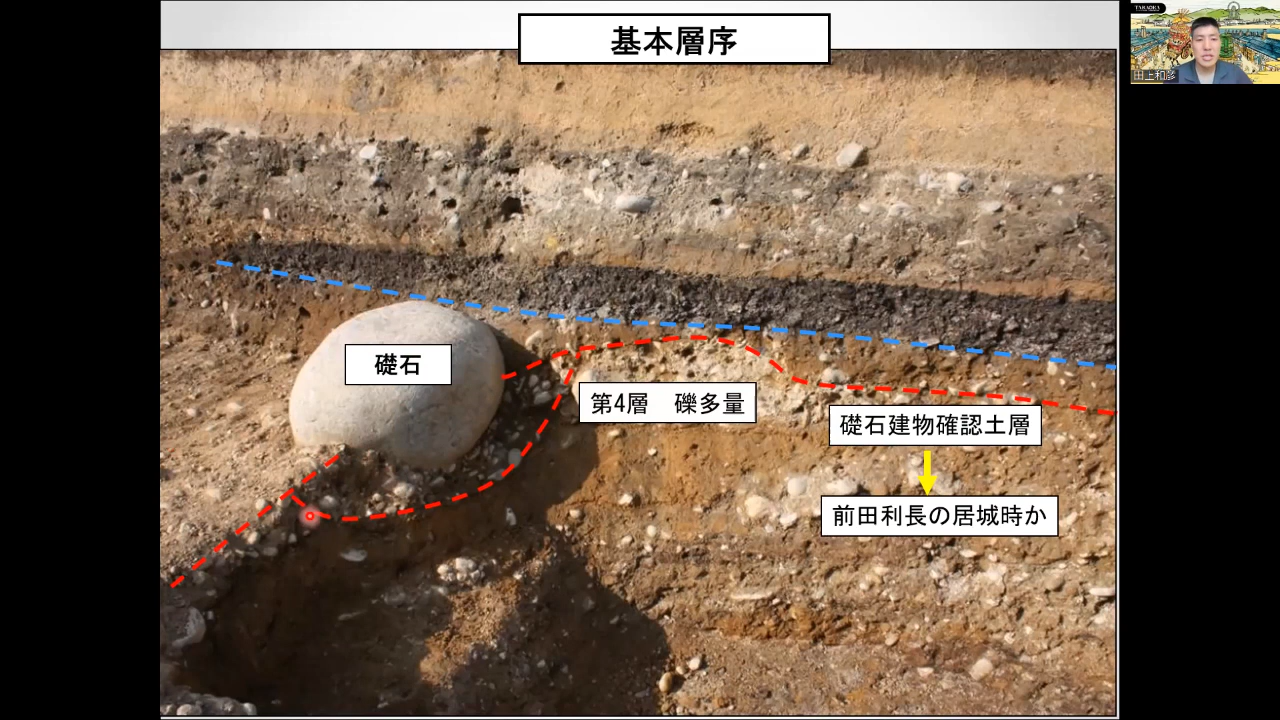 基本層序
TAKAOKA
田上和彦
礎石
第4層　礫多量
礎石建物確認土層
前田利長の居城時か